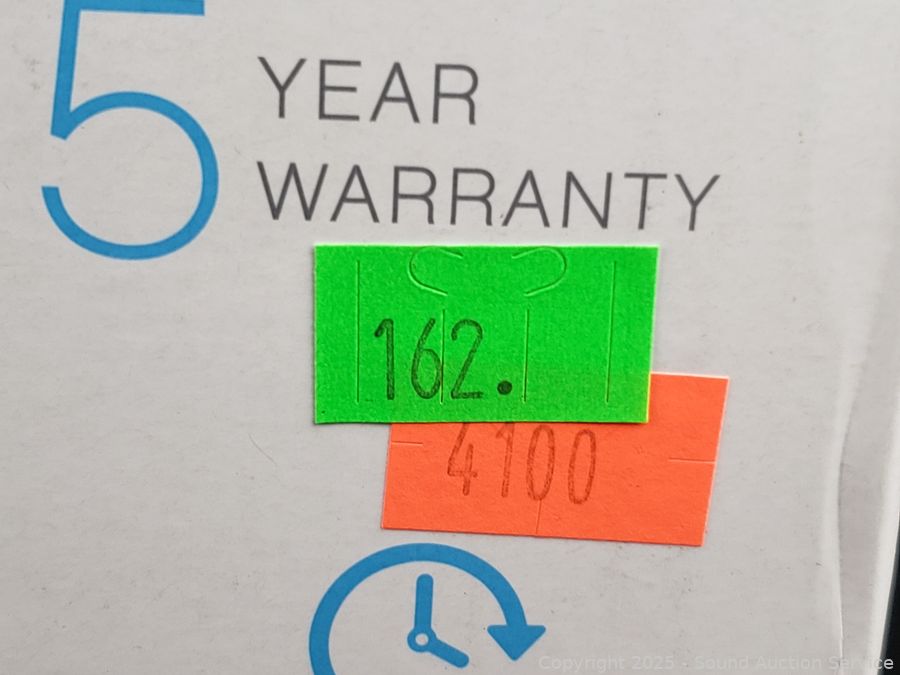 5
YEAR
WARRANTY
162.
4100
Copyright 2025 - Sound Auction Service